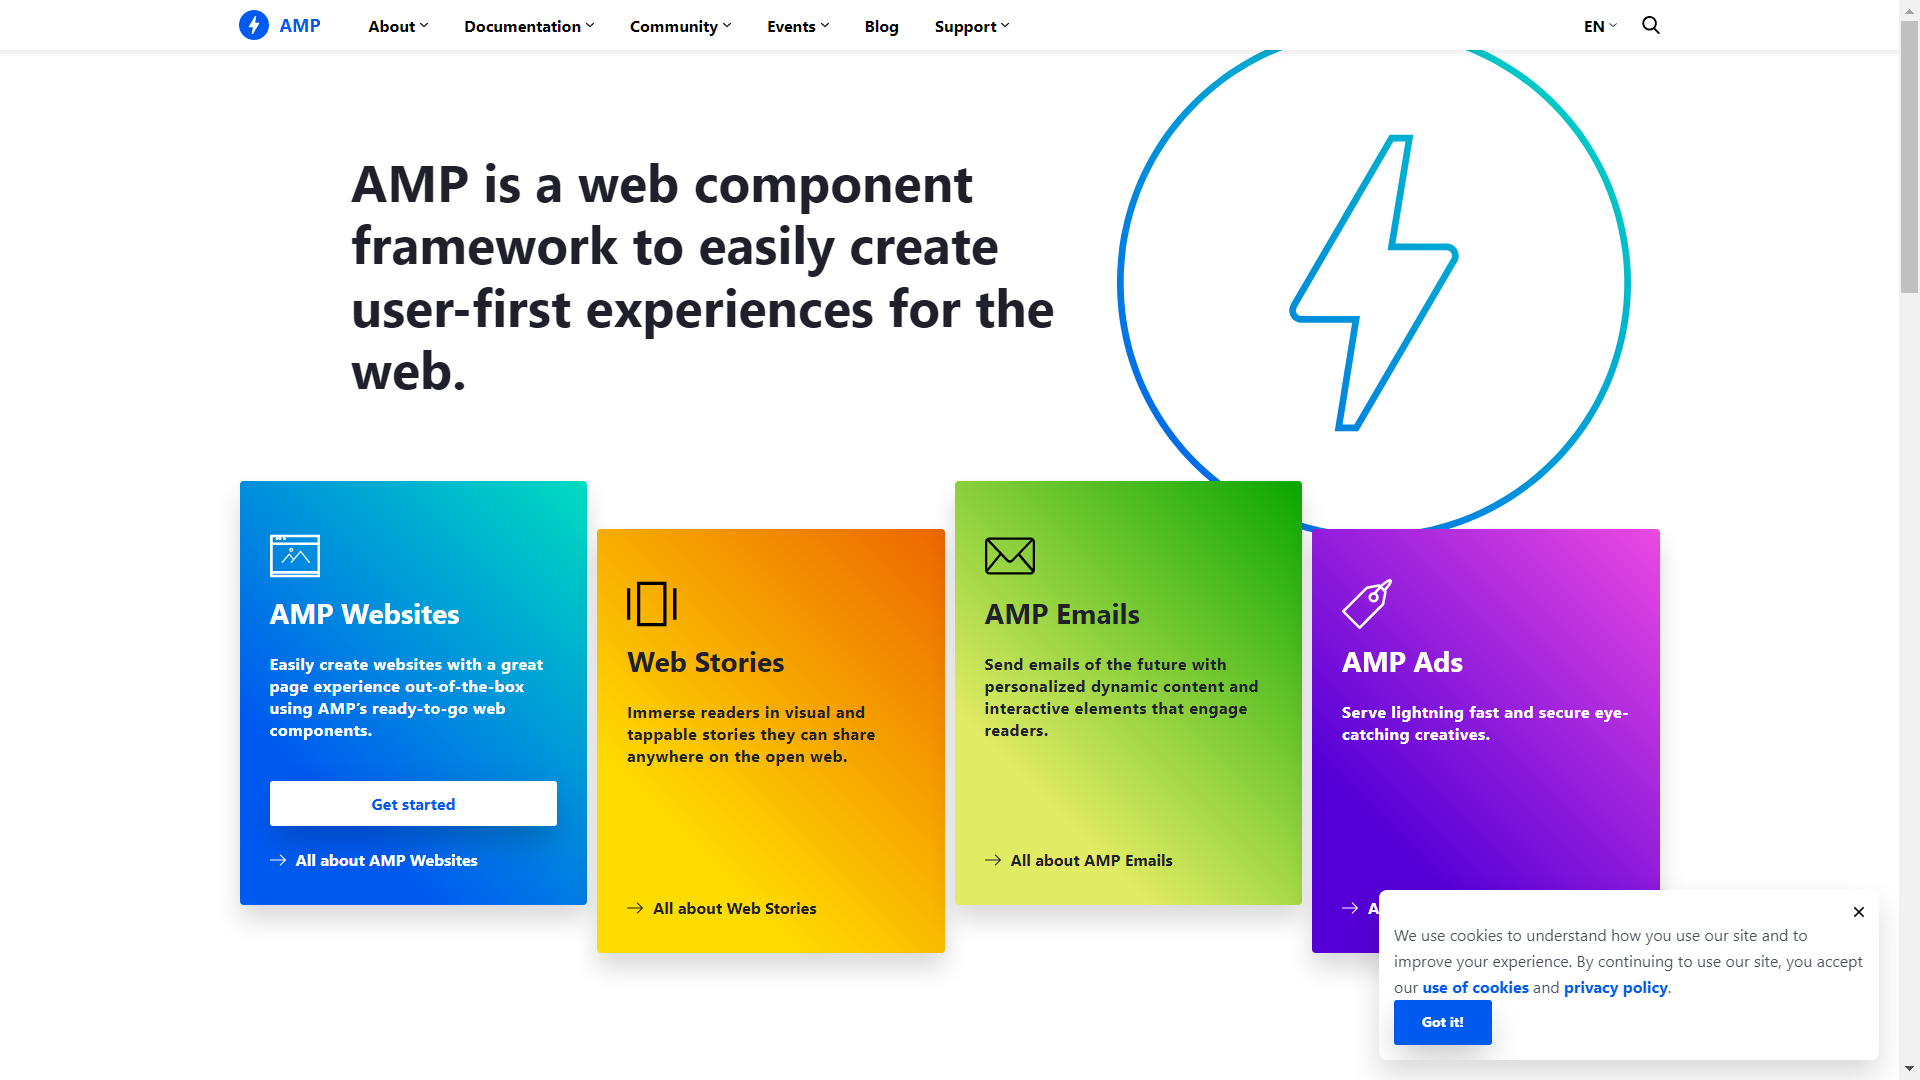 AMP
About
Documentation
Community
Events
Blog
Support
EN
AMP is a web component
framework to easily create
user-first experiences for the
web.
AMP Websites
Easily create websites with a great
page experience out-of-the-box
using AMP’s ready-to-go web
components.
Get started
All about AMP Websites
Web Stories
Immerse readers in visual and
tappable stories they can share
anywhere on the open web.
All about Web Stories
AMP Emails
Send emails of the future with
personalized dynamic content and
interactive elements that engage
readers.
All about AMP Emails
AMP Ads
Serve lightning fast and secure eye-
catching creatives.
We use cookies to understand how you use our site and to
improve your experience. By continuing to use our site, you accept
our use of cookies and privacy policy.
Got it!